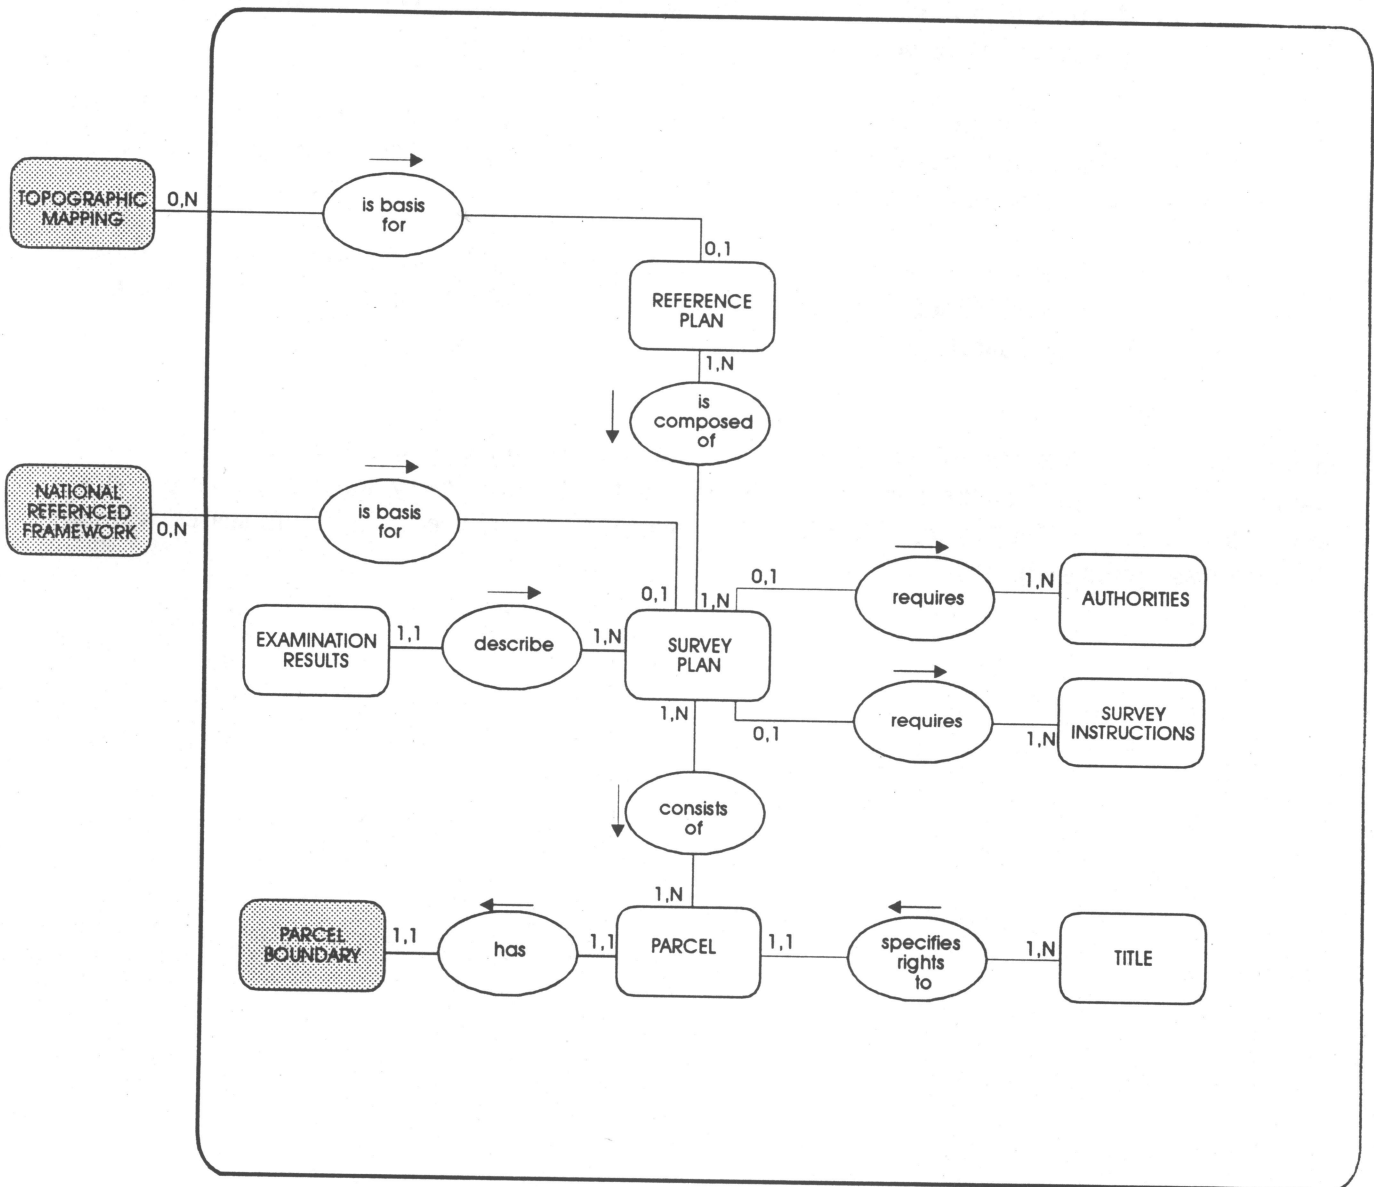 TOPOGRAPHIC
MAPPING
0,N
is basis
for
0,1
REFERENCE
PLAN
1,N
is
composed
of
NATIONAL
REFERNCED
FRAMEWORK
0,N
is basis
for
0,1
1,N
0,1
requires
1,N
AUTHORITIES
EXAMINATION
RESULTS
1,1
describe
1,N
SURVEY
PLAN
1,N
0,1
requires
1,N
SURVEY
INSTRUCTIONS
consists
of
1,N
PARCEL
BOUNDARY
1,1
has
1,1
PARCEL
1,1
specifies
rights
to
1,N
TITLE